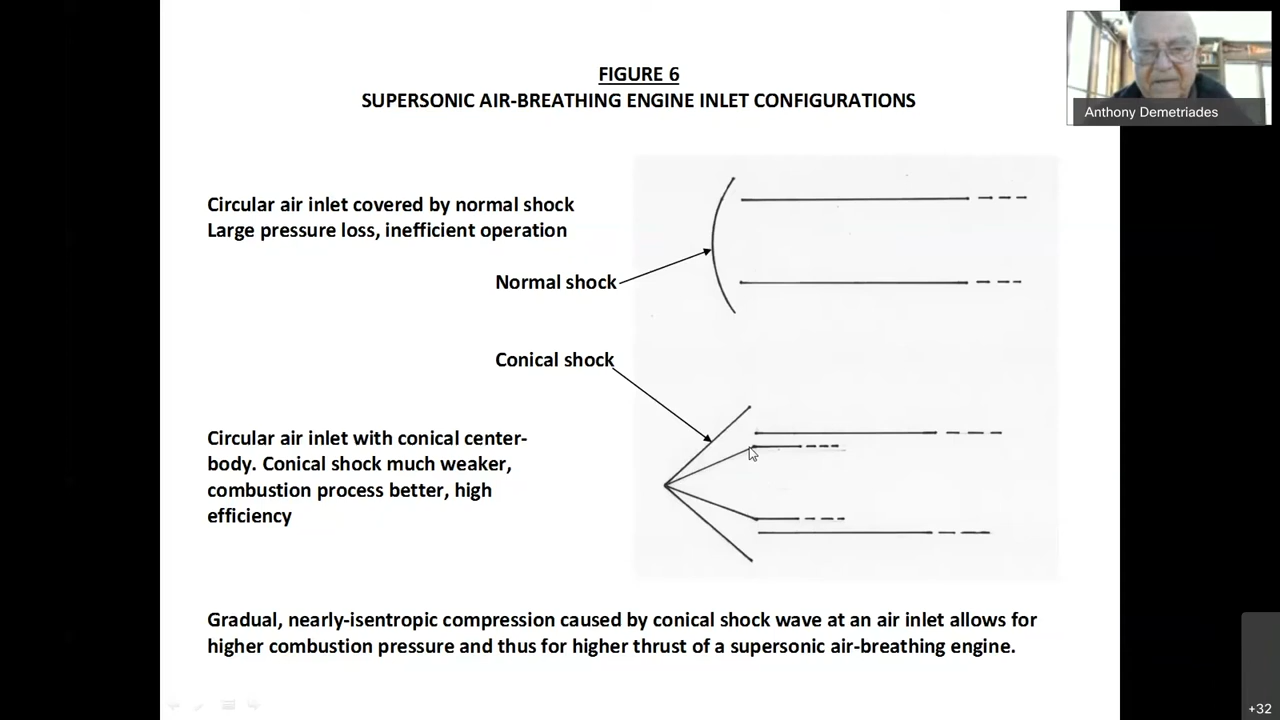 Anthony Demetriades
FIGURE 6
SUPERSONIC AIR-BREATHING ENGINE INLET CONFIGURATIONS
Circular air inlet covered by normal shock
Large pressure loss, inefficient operation
Normal shock
Conical shock
Circular air inlet with conical center-
body. Conical shock much weaker,
combustion process better, high
efficiency
Gradual, nearly-isentropic compression caused by conical shock wave at an air inlet allows for
higher combustion pressure and thus for higher thrust of a supersonic air-breathing engine.
+32